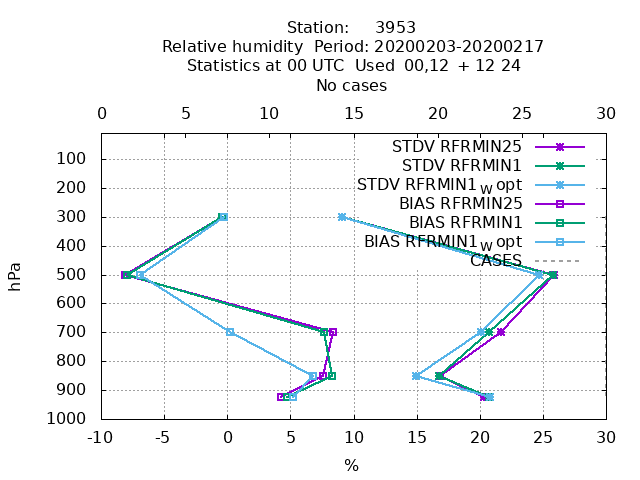 Station: 3953
Relative humidity Period: 20200203-20200217
Statistics at 00 UTC Used 00,12 + 12 24
No cases
0 5 10 15 20 25 30
STDV RFRMIN25
STDV RFRMIN1
STDV RFRMIN1_W opt
BIAS RFRMIN25
BIAS RFRMIN1
BIAS RFRMIN1_W opt
CASES
100
200
300
400
500
600
700
800
900
1000
hPa
-10 -5 0 5 10 15 20 25 30
%